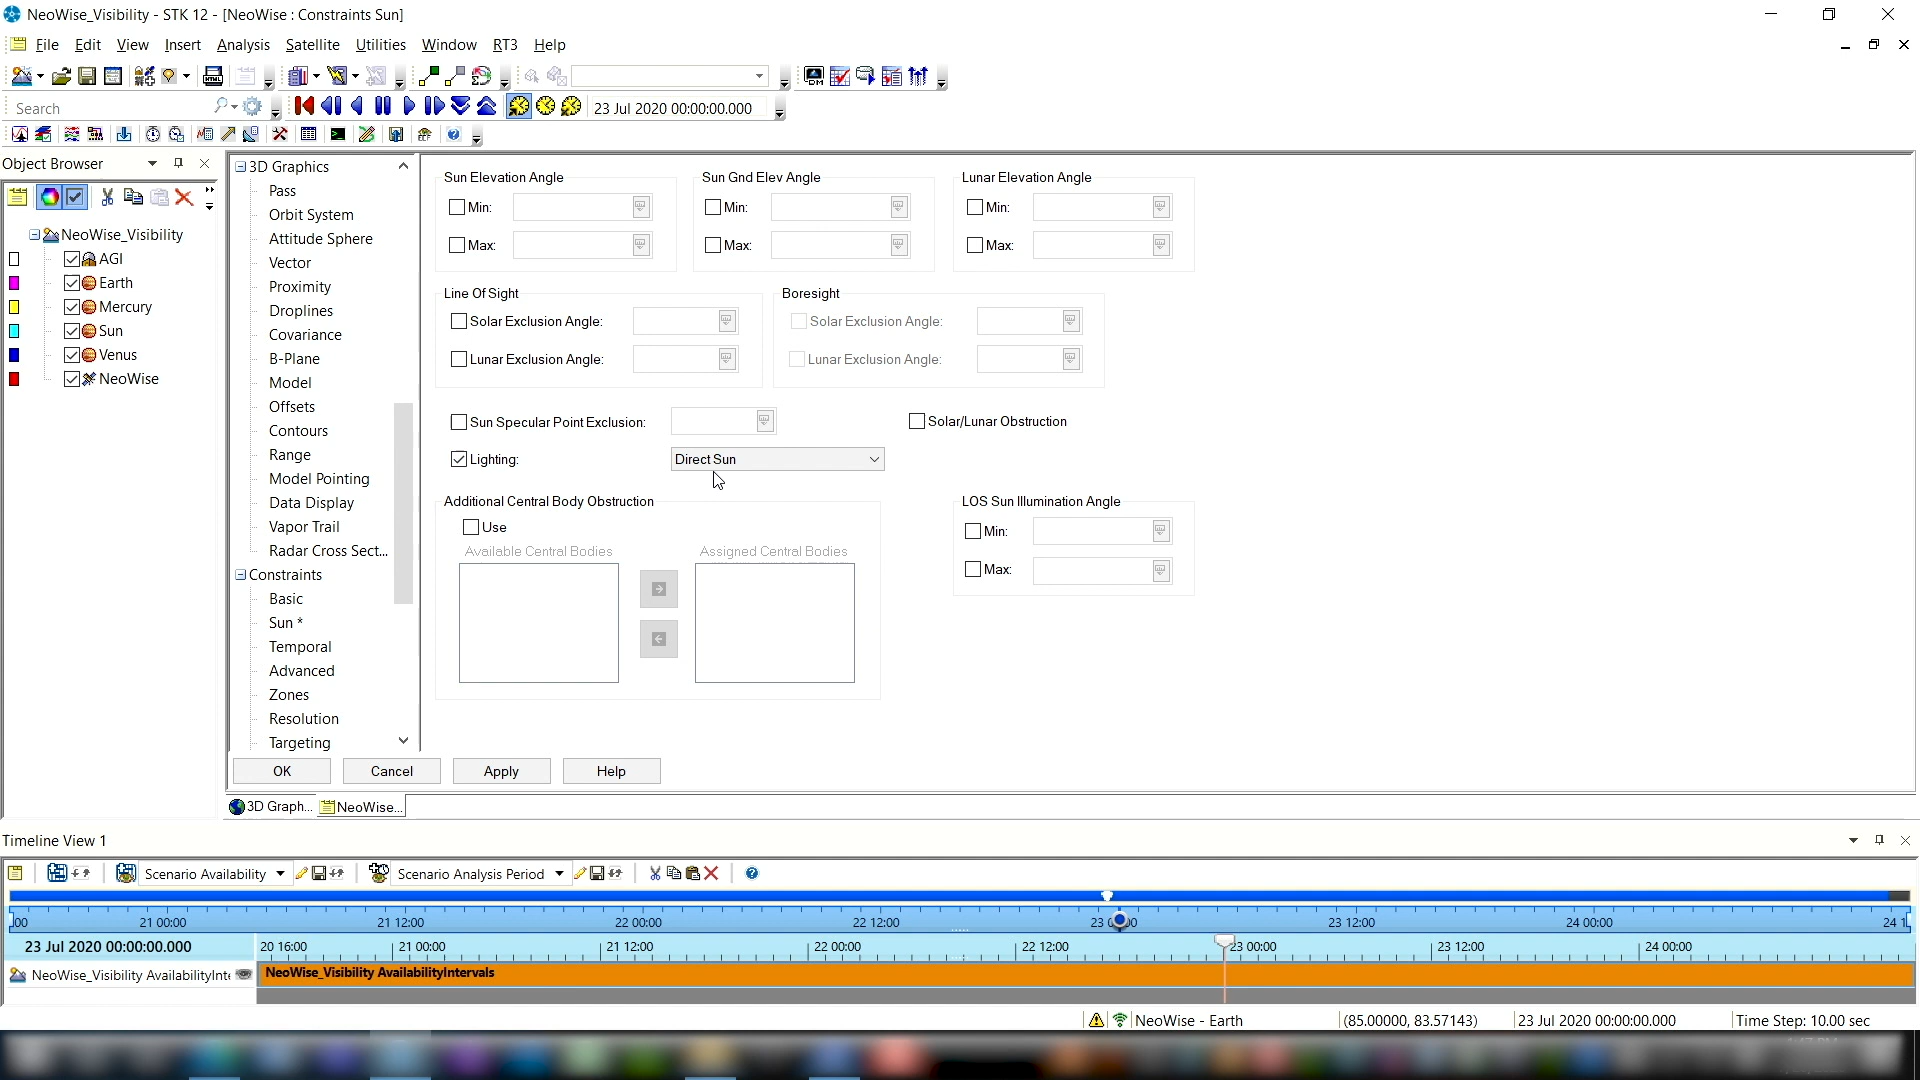 NeoWise_Visibility - STK 12 - [NeoWise : Constraints Sun]
File Edit View Insert Analysis Satellite Utilities Window RT3 Help
Search
23 Jul 2020 00:00:00.000
Object Browser
NeoWise_Visibility
AGI
Earth
Mercury
Sun
Venus
NeoWise
3D Graphics
Pass
Orbit System
Attitude Sphere
Vector
Proximity
Droplines
Covariance
B-Plane
Model
Offsets
Contours
Range
Model Pointing
Data Display
Vapor Trail
Radar Cross Sect...
Constraints
Basic
Sun *
Temporal
Advanced
Zones
Resolution
Targeting
Sun Elevation Angle
Min:
Max:
Sun Gnd Elev Angle
Min:
Max:
Lunar Elevation Angle
Min:
Max:
Line Of Sight
Solar Exclusion Angle:
Lunar Exclusion Angle:
Boresight
Solar Exclusion Angle:
Lunar Exclusion Angle:
Sun Specular Point Exclusion:
Solar/Lunar Obstruction
Lighting: Direct Sun
Additional Central Body Obstruction
Use
Available Central Bodies
Assigned Central Bodies
LOS Sun Illumination Angle
Min:
Max:
OK Cancel Apply Help
3D Graph... NeoWise...
Timeline View 1
Scenario Availability Scenario Analysis Period
21 00:00 21 12:00 22 00:00 22 12:00 23 12:00 24 00:00
23 Jul 2020 00:00:00.000 20 16:00 21 00:00 21 12:00 22 00:00 22 12:00 23 00:00 23 12:00 24 00:00
NeoWise_Visibility AvailabilityInte NeoWise_Visibility AvailabilityIntervals
NeoWise - Earth (85.00000, 83.57143) 23 Jul 2020 00:00:00.000 Time Step: 10.00 sec